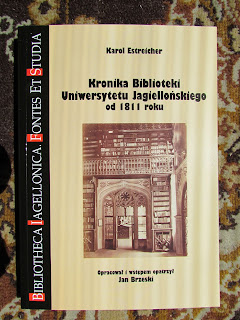 Karol Estreicher
Kronika Biblioteki
Uniwersytetu Jagiellońskiego
od 1811 roku
Opracował i wstępem opatrzył
Jan Brzeski
BIBLIOTHECA IAGELLONICA FONTES ET STUDIA